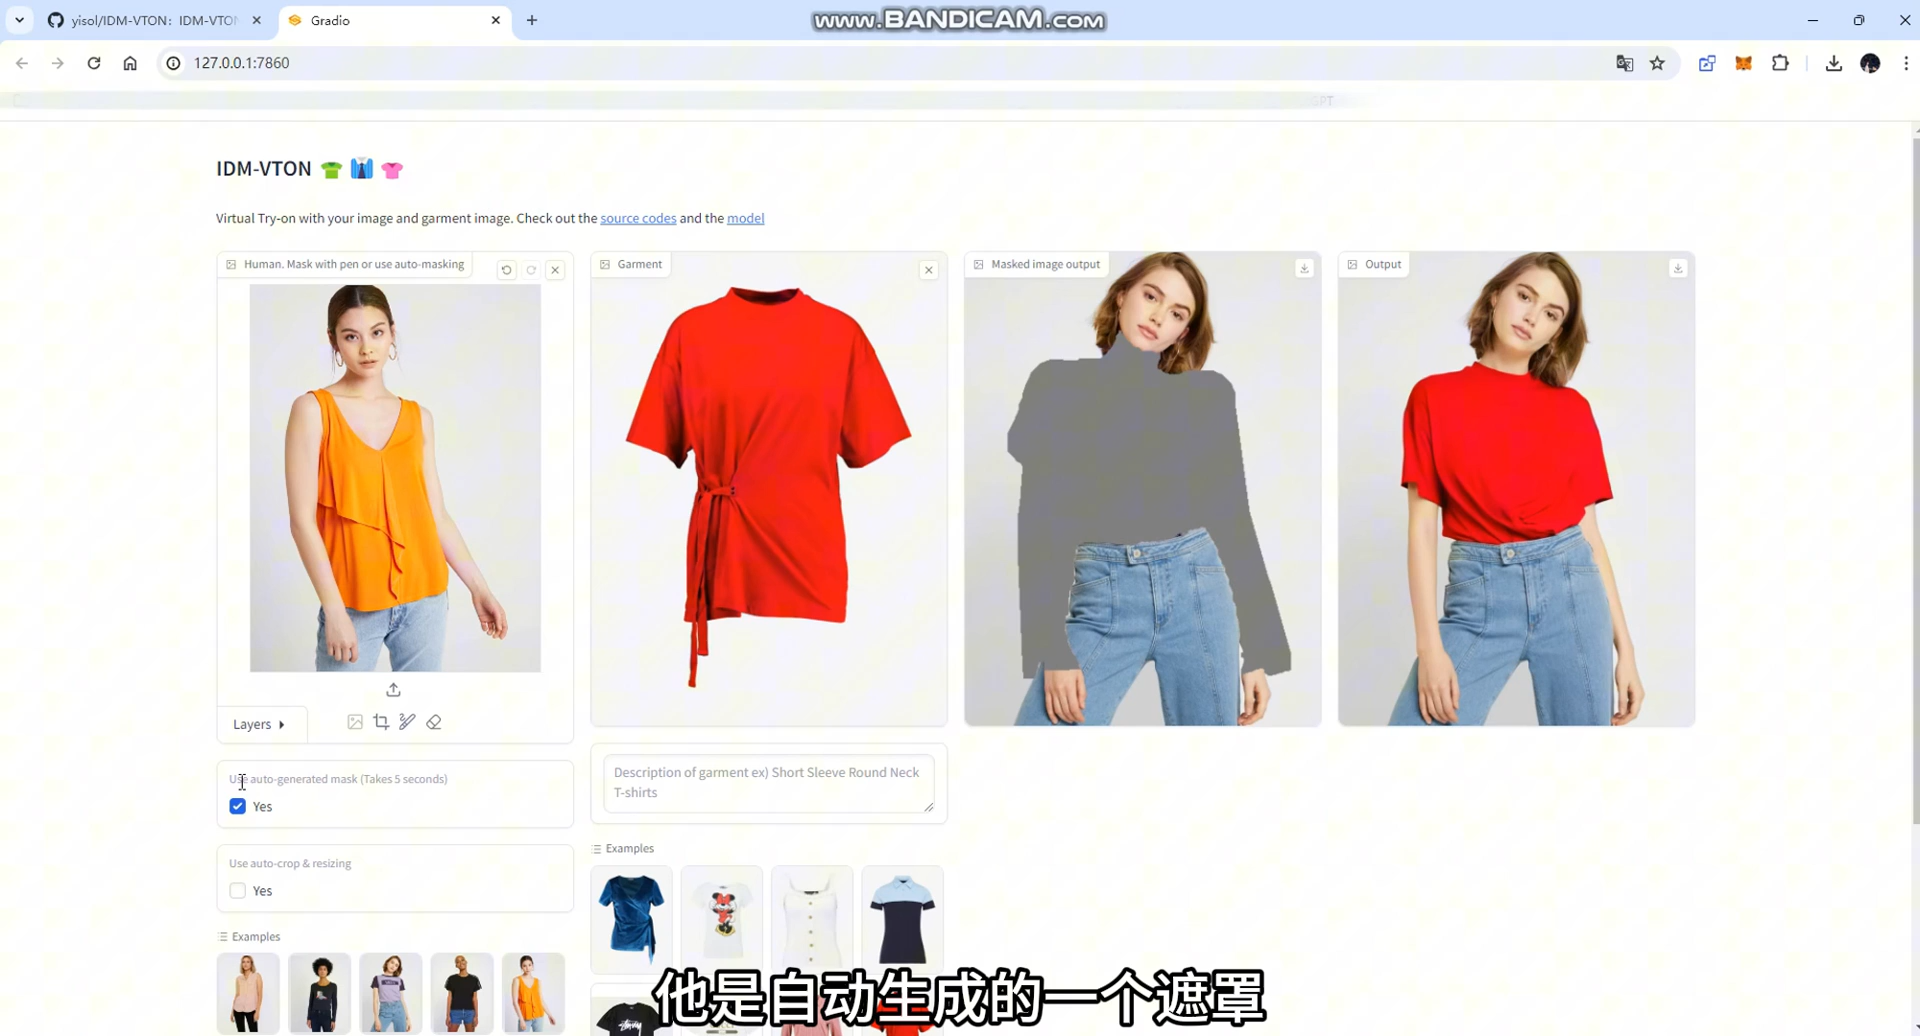 yisol/IDM-VTON: IDM-VTON
Gradio
www.BANDICAM.com
127.0.0.1:7860
IDM-VTON
Virtual Try-on with your image and garment image. Check out the source codes and the model
Human. Mask with pen or use auto-masking
Garment
Masked image output
Output
Layers
Use auto-generated mask (Takes 5 seconds)
Yes
Description of garment ex) Short Sleeve Round Neck
T-shirts
Use auto-crop & resizing
Yes
Examples
Examples
他是自动生成的一个遮罩